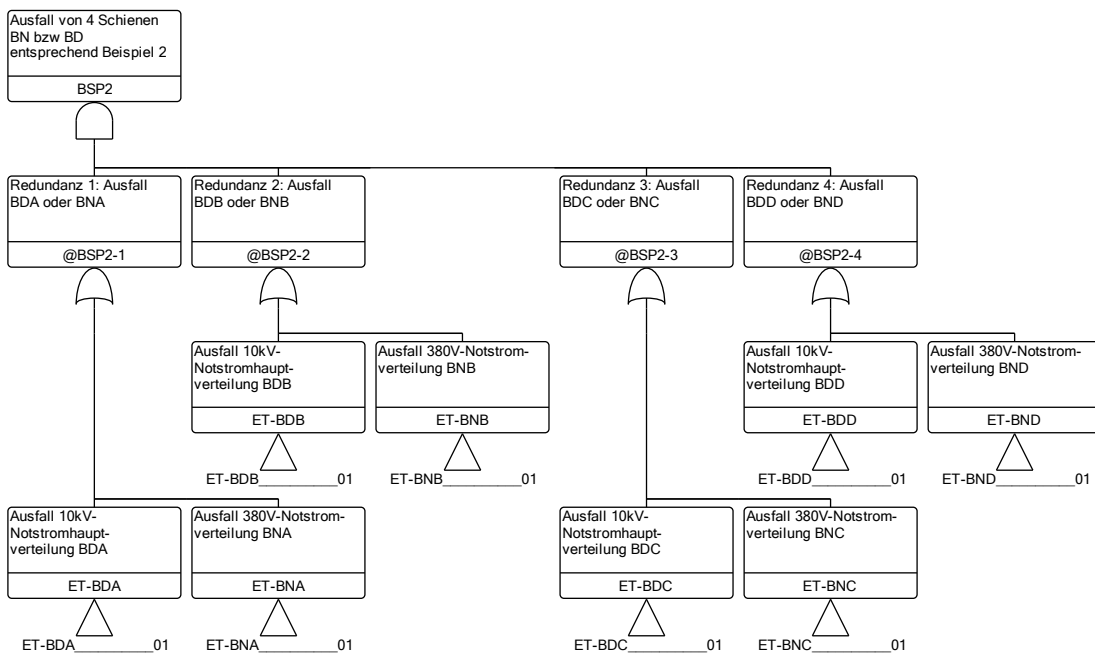 Ausfall von 4 Schienen
BN bzw BD
entsprechend Beispiel 2
BSP2
Redundanz 1: Ausfall
BDA oder BNA
@BSP2-1
Redundanz 2: Ausfall
BDB oder BNB
@BSP2-2
Redundanz 3: Ausfall
BDC oder BNC
@BSP2-3
Redundanz 4: Ausfall
BDD oder BND
@BSP2-4
Ausfall 10kV-
Notstromhaupt-
verteilung BDB
ET-BDB
ET-BDB__________01
Ausfall 380V-Notstrom-
verteilung BNB
ET-BNB
ET-BNB__________01
Ausfall 10kV-
Notstromhaupt-
verteilung BDD
ET-BDD
ET-BDD__________01
Ausfall 380V-Notstrom-
verteilung BND
ET-BND
ET-BND__________01
Ausfall 10kV-
Notstromhaupt-
verteilung BDA
ET-BDA
ET-BDA__________01
Ausfall 380V-Notstrom-
verteilung BNA
ET-BNA
ET-BNA__________01
Ausfall 10kV-
Notstromhaupt-
verteilung BDC
ET-BDC
ET-BDC__________01
Ausfall 380V-Notstrom-
verteilung BNC
ET-BNC
ET-BNC__________01